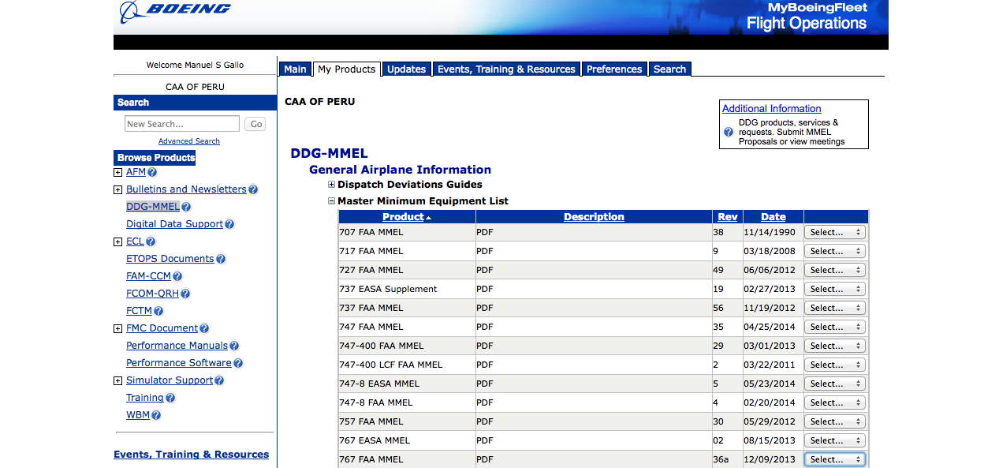 BOEING
MyBoeingFleet
Flight Operations
Welcome Manuel S Gallo
CAA OF PERU
Search
New Search...
Go
Advanced Search
Browse Products
AFM
Bulletins and Newsletters
DDG-MMEL
Digital Data Support
ECL
ETOPS Documents
FAM-CCM
FCOM-QRH
FCTM
FMC Document
Performance Manuals
Performance Software
Simulator Support
Training
WBM
Events, Training & Resources
Main My Products Updates Events, Training & Resources Preferences Search
CAA OF PERU
Additional Information
DDG products, services &
requests. Submit MMEL
Proposals or view meetings
DDG-MMEL
General Airplane Information
Dispatch Deviations Guides
Master Minimum Equipment List
Product Description Rev Date
707 FAA MMEL PDF 38 11/14/1990 Select...
717 FAA MMEL PDF 9 03/18/2008 Select...
727 FAA MMEL PDF 49 06/06/2012 Select...
737 EASA Supplement PDF 19 02/27/2013 Select...
737 FAA MMEL PDF 56 11/19/2012 Select...
747 FAA MMEL PDF 35 04/25/2014 Select...
747-400 FAA MMEL PDF 29 03/01/2013 Select...
747-400 LCF FAA MMEL PDF 2 03/22/2011 Select...
747-8 EASA MMEL PDF 5 05/23/2014 Select...
747-8 FAA MMEL PDF 4 02/20/2014 Select...
757 FAA MMEL PDF 30 05/29/2012 Select...
767 EASA MMEL PDF 02 08/15/2013 Select...
767 FAA MMEL PDF 36a 12/09/2013 Select...